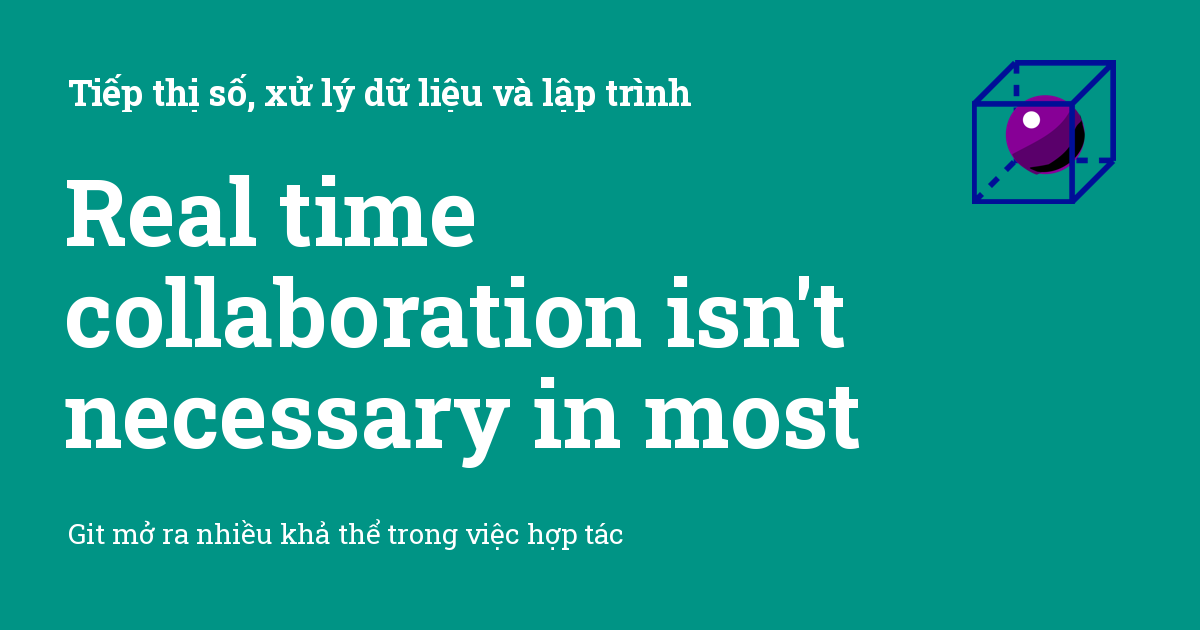 Tiếp thị số, xử lý dữ liệu và lập trình
Real time
collaboration isn't
necessary in most
Git mở ra nhiều khả thể trong việc hợp tác